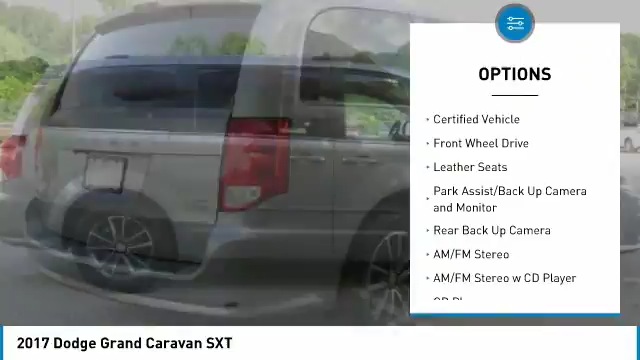 OPTIONS
Certified Vehicle
Front Wheel Drive
Leather Seats
Park Assist/Back Up Camera
and Monitor
Rear Back Up Camera
AM/FM Stereo
AM/FM Stereo w CD Player
2017 Dodge Grand Caravan SXT